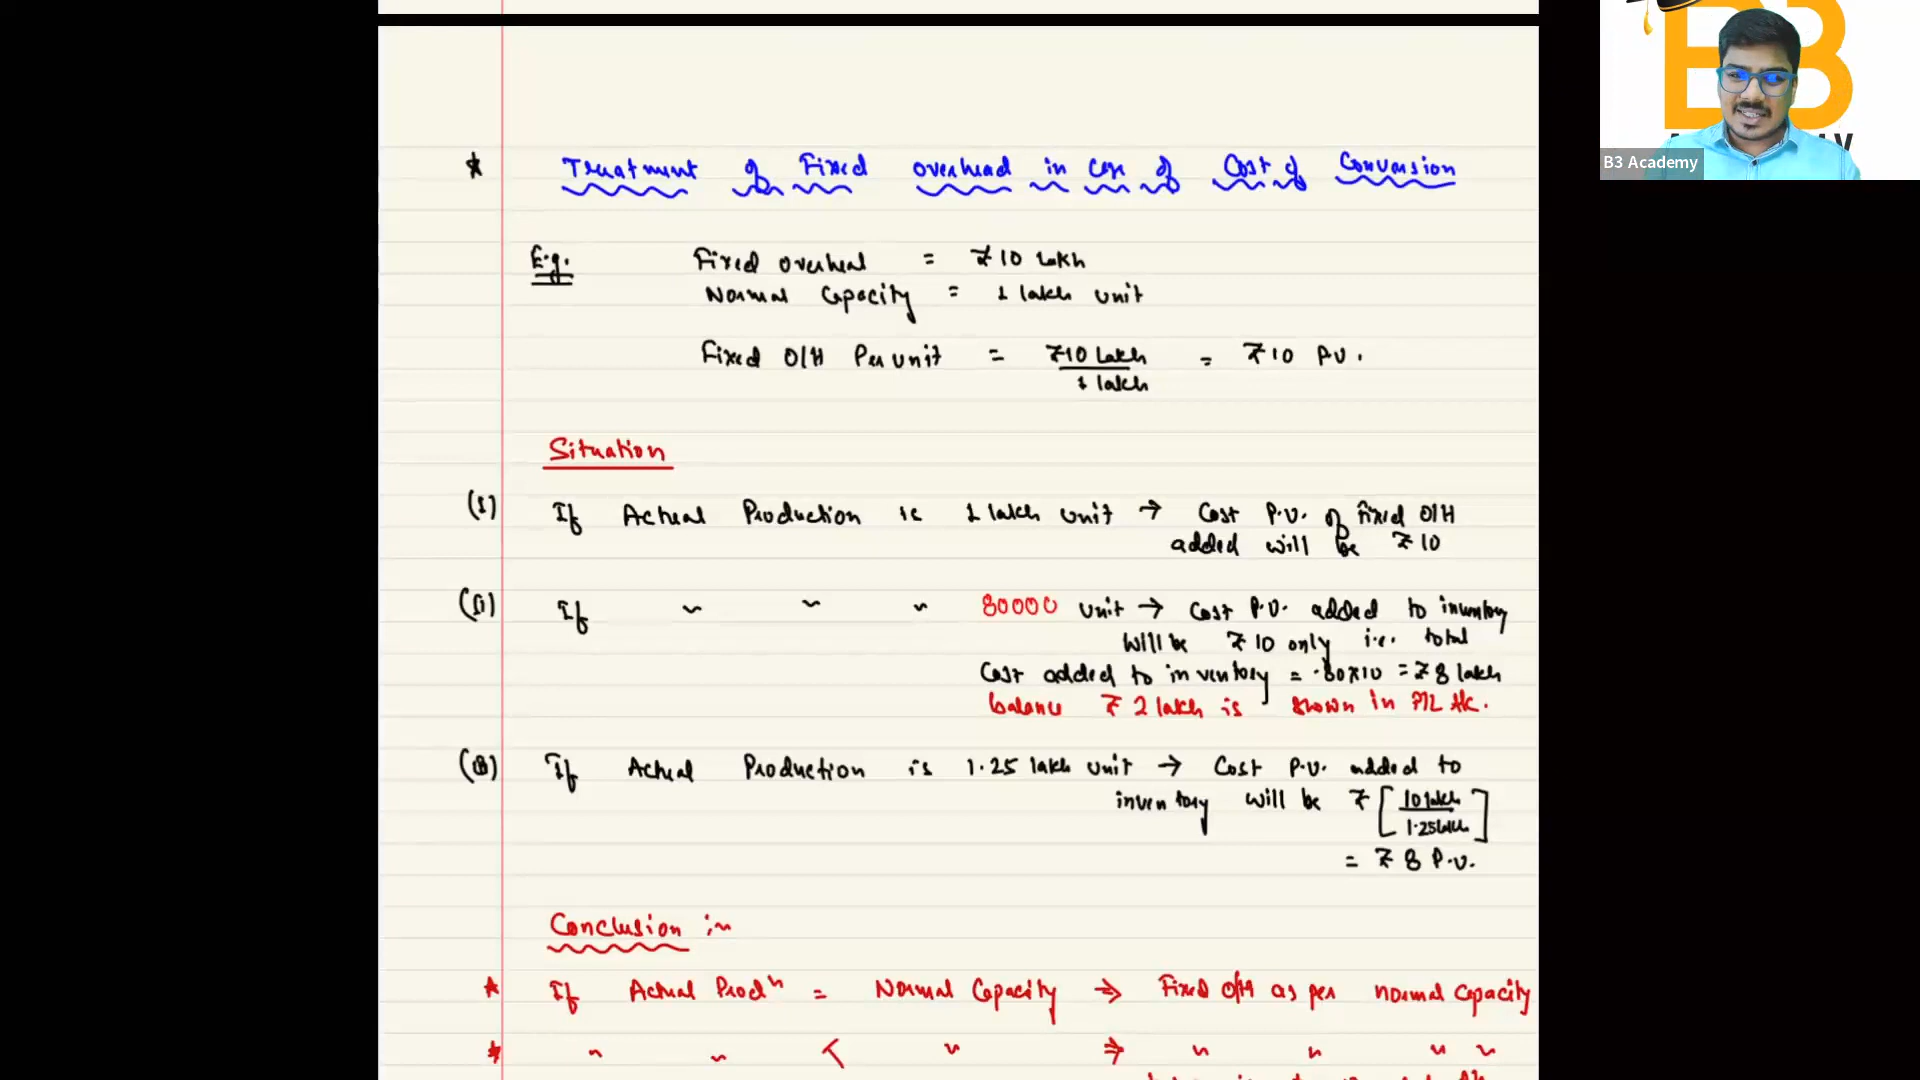 B3
B3 Academy
★ Treatment of Fixed overhead in case of Cost of Conversion
E.g. Fixed overhead = ₹10 lakh
Normal Capacity = 1 lakh unit
Fixed O/H Per unit = ₹10 lakh / 1 lakh = ₹10 P.U.
Situation
(I) If Actual Production is 1 lakh unit → Cost P.U. of Fixed O/H
added will be ₹10
(II) If " " " 80000 unit → Cost P.U. added to inventory
will be ₹10 only i.e. total
Cost added to inventory = 80×10 = ₹8 lakh
balance ₹2 lakh is shown in P/L A/c.
(III) If Actual Production is 1.25 lakh unit → Cost P.U. added to
inventory will be ₹ [10 lakh / 1.25 lakh]
= ₹8 P.U.
Conclusion :-
★ If Actual Prodn = Normal Capacity ⇒ Fixed O/H as per normal capacity
★ " " < " ⇒ " " " "